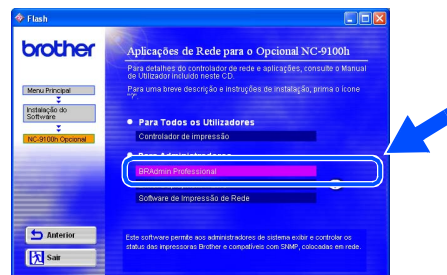 Flash
brother
Aplicações de Rede para o Opcional NC-9100h
Para detalhes do controlador de rede e aplicações, consulte o Manual
de Utilizador incluido neste CD.
Para uma breve descrição e instruções de instalação, prima o ícone
"?".
Menu Principal
Instalação do
Software
NC-9100h Opcional
Para Todos os Utilizadores
Controlador de impressão
Para Administradores
BRAdmin Professional
Software de Impressão de Rede
Anterior
Sair
Este software permite aos administradores de sistema exibir e controlar os
status das impressoras Brother e compatíveis com SNMP, colocadas em rede.